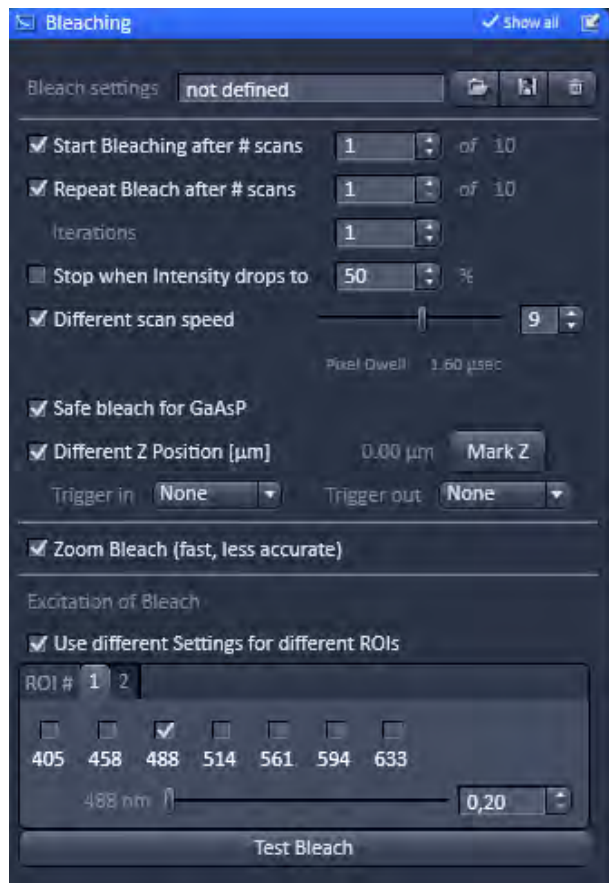 Bleaching Show all
Bleach settings not defined
Start Bleaching after # scans 1 of 10
Repeat Bleach after # scans 1 of 10
Iterations 1
Stop when Intensity drops to 50 %
Different scan speed 9
Pixel Dwell 1.60 µsec
Safe bleach for GaAsP
Different Z Position [µm] 0.00 µm Mark Z
Trigger in None Trigger out None
Zoom Bleach (fast, less accurate)
Excitation of Bleach
Use different Settings for different ROIs
ROI # 1 2
405 458 488 514 561 594 633
488 nm 0,20
Test Bleach